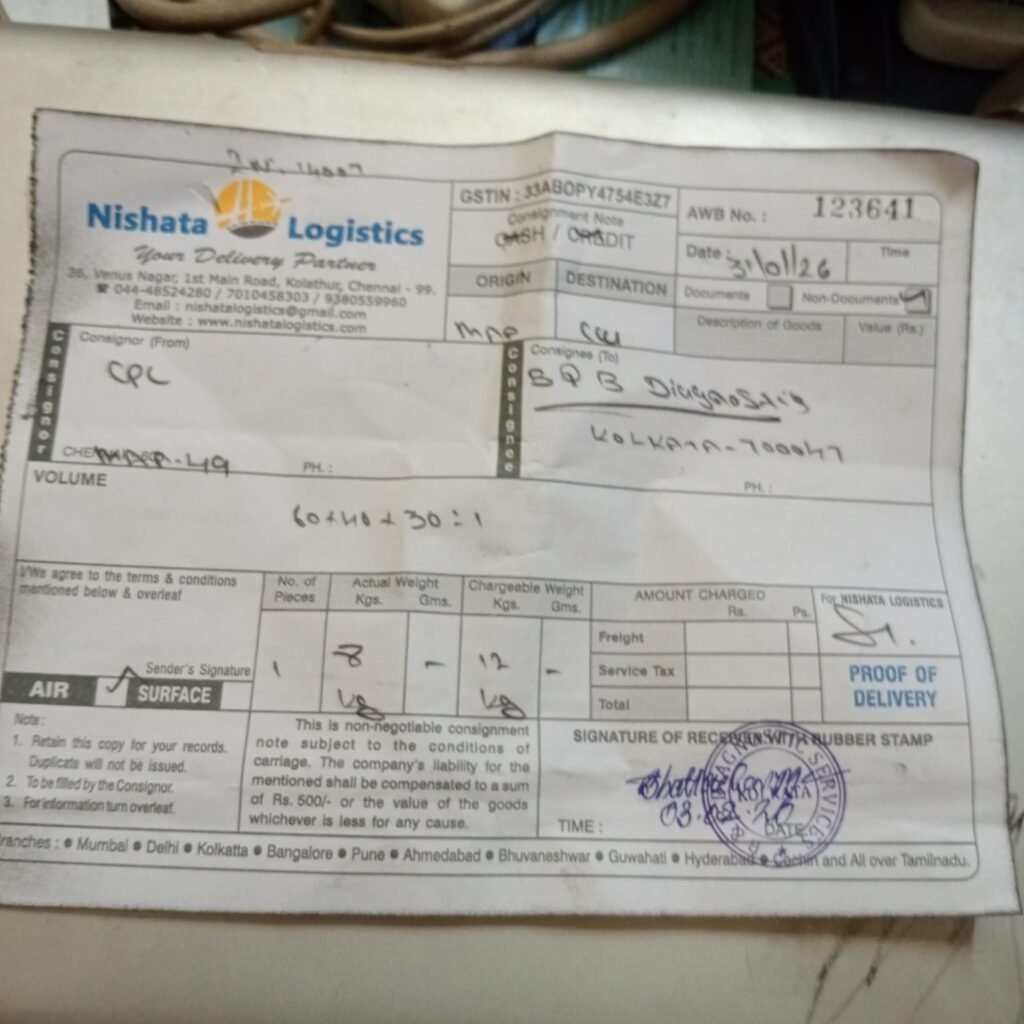 Nishata Logistics
Your Delivery Partner
36, Venus Nagar, 1st Main Road, Kolathur, Chennai - 99.
☎ 044-48524280 / 7010458303 / 9380559960
Email : nishatalogistics@gmail.com
Website : www.nishatalogistics.com
GSTIN : 33ABOPY4754E3Z7
Consignment Note
CASH / CREDIT
ORIGIN
DESTINATION
AWB No. : 123641
Date : 31/01/26
Time
Documents
Non-Documents
Description of Goods
Value (Rs.)
Consignor
Consignor (From)
CPL
PH. :
Consignee
Consignee (To)
Diagnostis
KOLKATA-700047
PH. :
VOLUME
60+40+30:1
I/We agree to the terms & conditions
mentioned below & overleaf
Sender's Signature
AIR
SURFACE
No. of
Pieces
1
Actual Weight
Kgs. Gms.
8 -
kg
Chargeable Weight
Kgs. Gms.
12 -
kg
AMOUNT CHARGED
Rs. Ps.
Freight
Service Tax
Total
For NISHATA LOGISTICS
PROOF OF
DELIVERY
Note :
1. Retain this copy for your records.
Duplicate will not be issued.
2. To be filled by the Consignor.
3. For information turn overleaf.
This is non-negotiable consignment
note subject to the conditions of
carriage. The company's liability for the
mentioned shall be compensated to a sum
of Rs. 500/- or the value of the goods
whichever is less for any cause.
SIGNATURE OF RECEIVER WITH RUBBER STAMP
TIME :
DATE
Branches : ● Mumbai ● Delhi ● Kolkatta ● Bangalore ● Pune ● Ahmedabad ● Bhuvaneshwar ● Guwahati ● Hyderabad ● Cochin and All over Tamilnadu.